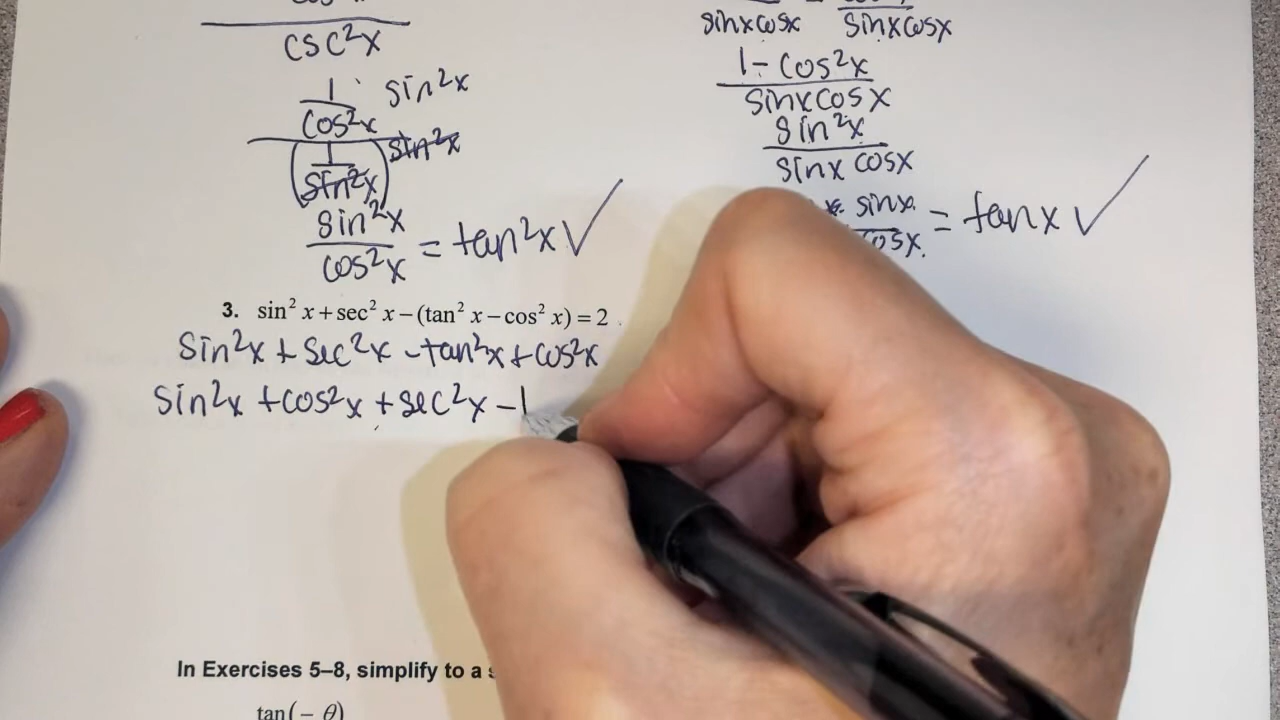 csc²x
1
cos²x
sin²x
1
sin²x
sin²x
sin²x
cos²x
= tan²x ✓
sinxcosx
sinxcosx
1 - cos²x
sinxcosx
sin²x
sinx cosx
sinx
cosx
= tanx ✓
3. sin² x + sec² x − (tan² x − cos² x) = 2
sin²x + sec²x - tan²x + cos²x
sin²x + cos²x + sec²x -
In Exercises 5–8, simplify to a
tan(− θ)